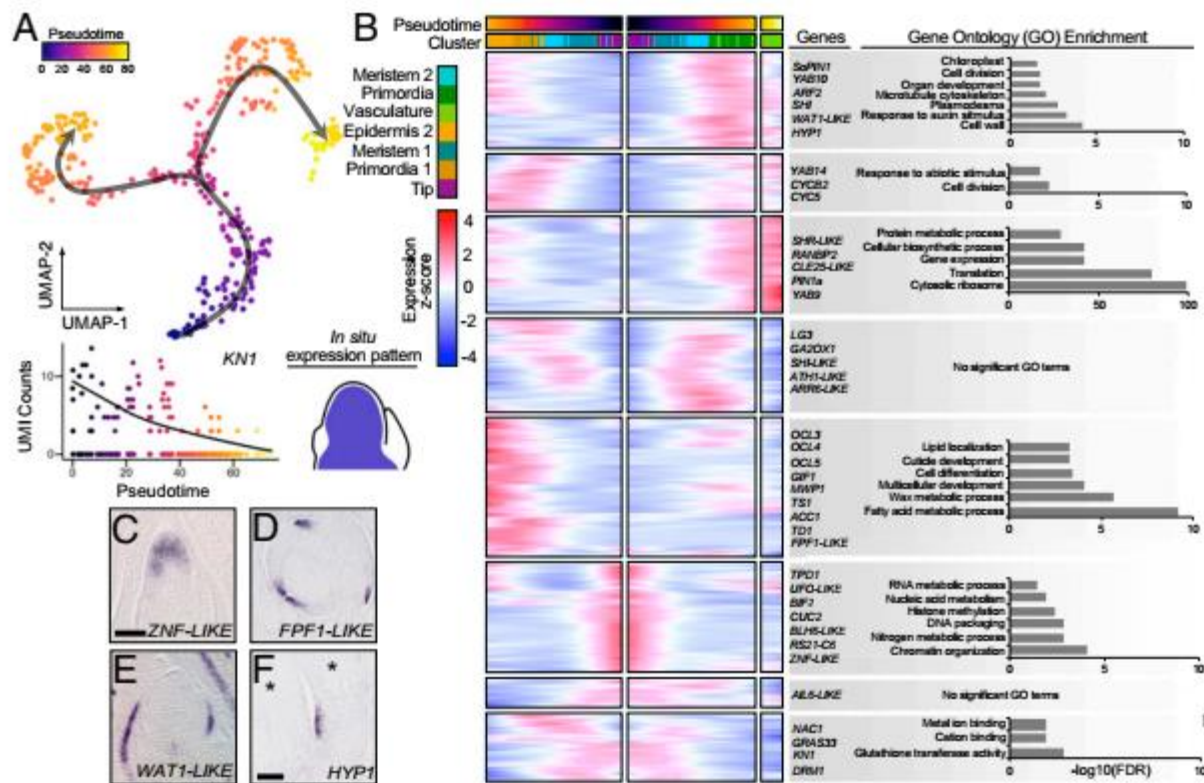 A
Pseudotime
0 20 40 60 80
UMAP-2
UMAP-1
KN1
In situ
expression pattern
UMI Counts
10
0
0 20 40 60
Pseudotime
B
Pseudotime
Cluster
Meristem 2
Primordia
Vasculature
Epidermis 2
Meristem 1
Primordia 1
Tip
Expression
z-score
4
2
0
-2
-4
Genes
Gene Ontology (GO) Enrichment
SoPIN1
YAB10
ARF2
SHI
WAT1-LIKE
HYP1
Chloroplast
Cell division
Organ development
Microtubule cytoskeleton
Plasmodesma
Response to auxin stimulus
Cell wall
0 5 10
YAB14
CYCB2
CYC5
Response to abiotic stimulus
Cell division
0 5 10
SHR-LIKE
RANBP2
CLE25-LIKE
PIN1a
YAB9
Protein metabolic process
Cellular biosynthetic process
Gene expression
Translation
Cytosolic ribosome
0 50 100
LG3
GA2OX1
SHI-LIKE
ATH1-LIKE
ARR6-LIKE
No significant GO terms
OCL3
OCL4
OCL5
GIF1
MWP1
TS1
ACC1
TD1
FPF1-LIKE
Lipid localization
Cuticle development
Cell differentiation
Multicellular development
Wax metabolic process
Fatty acid metabolic process
0 5 10
TPD1
UFO-LIKE
BIF2
CUC2
BLH6-LIKE
RS21-C6
ZNF-LIKE
RNA metabolic process
Nucleic acid metabolism
Histone methylation
DNA packaging
Nitrogen metabolic process
Chromatin organization
0 5 10
AIL6-LIKE
No significant GO terms
NAC1
GRAS33
KN1
DRM1
Metal ion binding
Cation binding
Glutathione transferase activity
0 5 10
-log10(FDR)
C
ZNF-LIKE
D
FPF1-LIKE
E
WAT1-LIKE
F
* *
HYP1